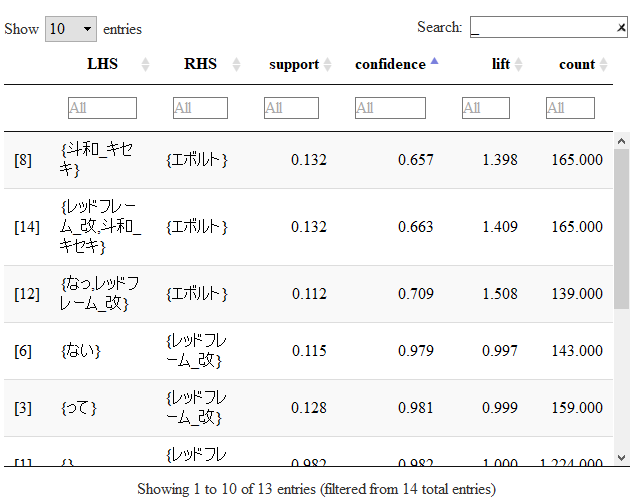 Show 10 entries Search: _ x
LHS RHS support confidence lift count
All All All All All All
[8] {斗和_キセ {エボルト} 0.132 0.657 1.398 165.000
キ}
[14] {レッドフレー {エボルト} 0.132 0.663 1.409 165.000
ム_改,斗和_
キセキ}
[12] {なっ,レッドフ {エボルト} 0.112 0.709 1.508 139.000
レーム_改}
[6] {ない} {レッドフレ 0.115 0.979 0.997 143.000
ーム_改}
[3] {って} {レッドフレ 0.128 0.981 0.999 159.000
ーム_改}
[1] {} {レッドフレ 0.982 0.982 1.000 1,224.000
Showing 1 to 10 of 13 entries (filtered from 14 total entries)